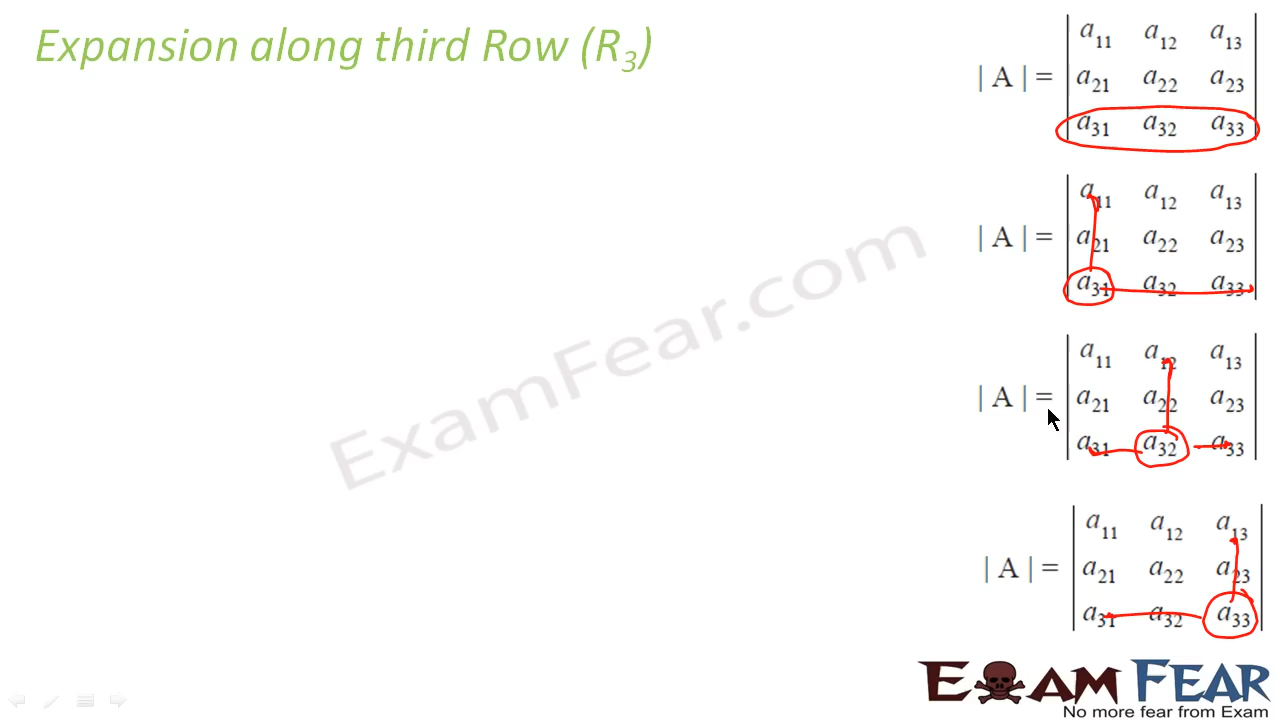 Expansion along third Row (R₃)
a₁₁ a₁₂ a₁₃
| A | = a₂₁ a₂₂ a₂₃
a₃₁ a₃₂ a₃₃
a₁₁ a₁₂ a₁₃
| A | = a₂₁ a₂₂ a₂₃
a₃₁ a₃₂ a₃₃
a₁₁ a₁₂ a₁₃
| A | = a₂₁ a₂₂ a₂₃
a₃₁ a₃₂ a₃₃
a₁₁ a₁₂ a₁₃
| A | = a₂₁ a₂₂ a₂₃
a₃₁ a₃₂ a₃₃
ExamFear.com
EXAM FEAR
No more fear from Exam